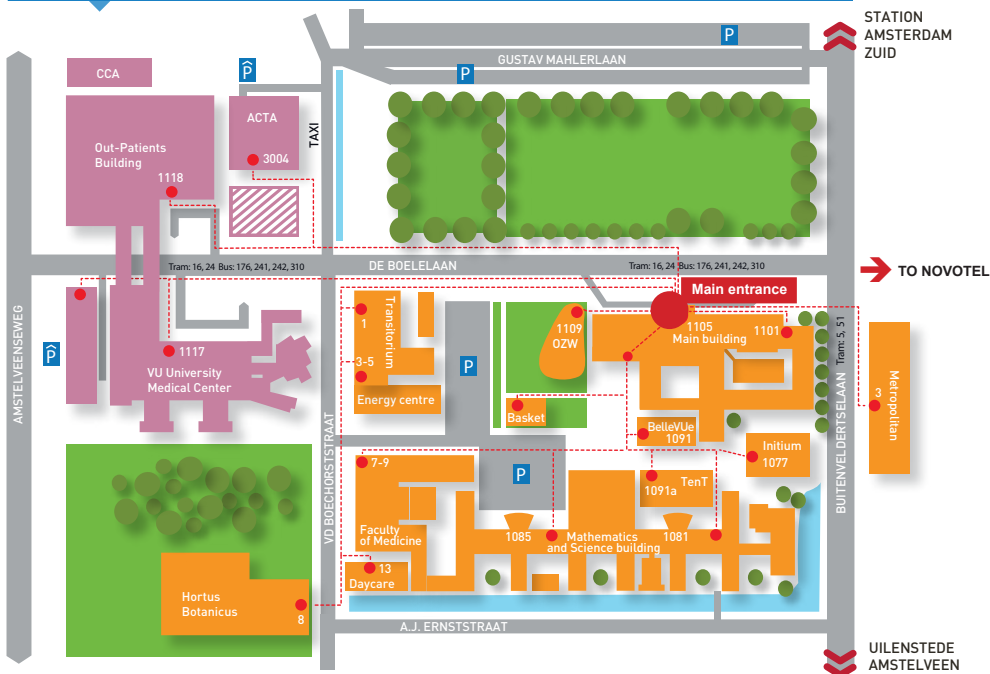 STATION
AMSTERDAM
ZUID
P
GUSTAV MAHLERLAAN
P
P
CCA
ACTA
TAXI
3004
Out-Patients
Building
1118
Tram: 16, 24 Bus: 176, 241, 242, 310
DE BOELELAAN
Tram: 16, 24 Bus: 176, 241, 242, 310
TO NOVOTEL
Main entrance
Transitorium
1
1109
OZW
1105
Main building
1101
Tram: 5, 51
BUITENVELDERTSELAAN
3
Metropolitan
P
1117
VU University
Medical Center
3-5
Energy centre
P
Basket
BelleVUe
1091
Initium
1077
AMSTELVEENSEWEG
VD BOECHORSTSTRAAT
7-9
P
TenT
1091a
Faculty
of Medicine
1085
Mathematics
and Science building
1081
13
Daycare
Hortus
Botanicus
8
A.J. ERNSTSTRAAT
UILENSTEDE
AMSTELVEEN